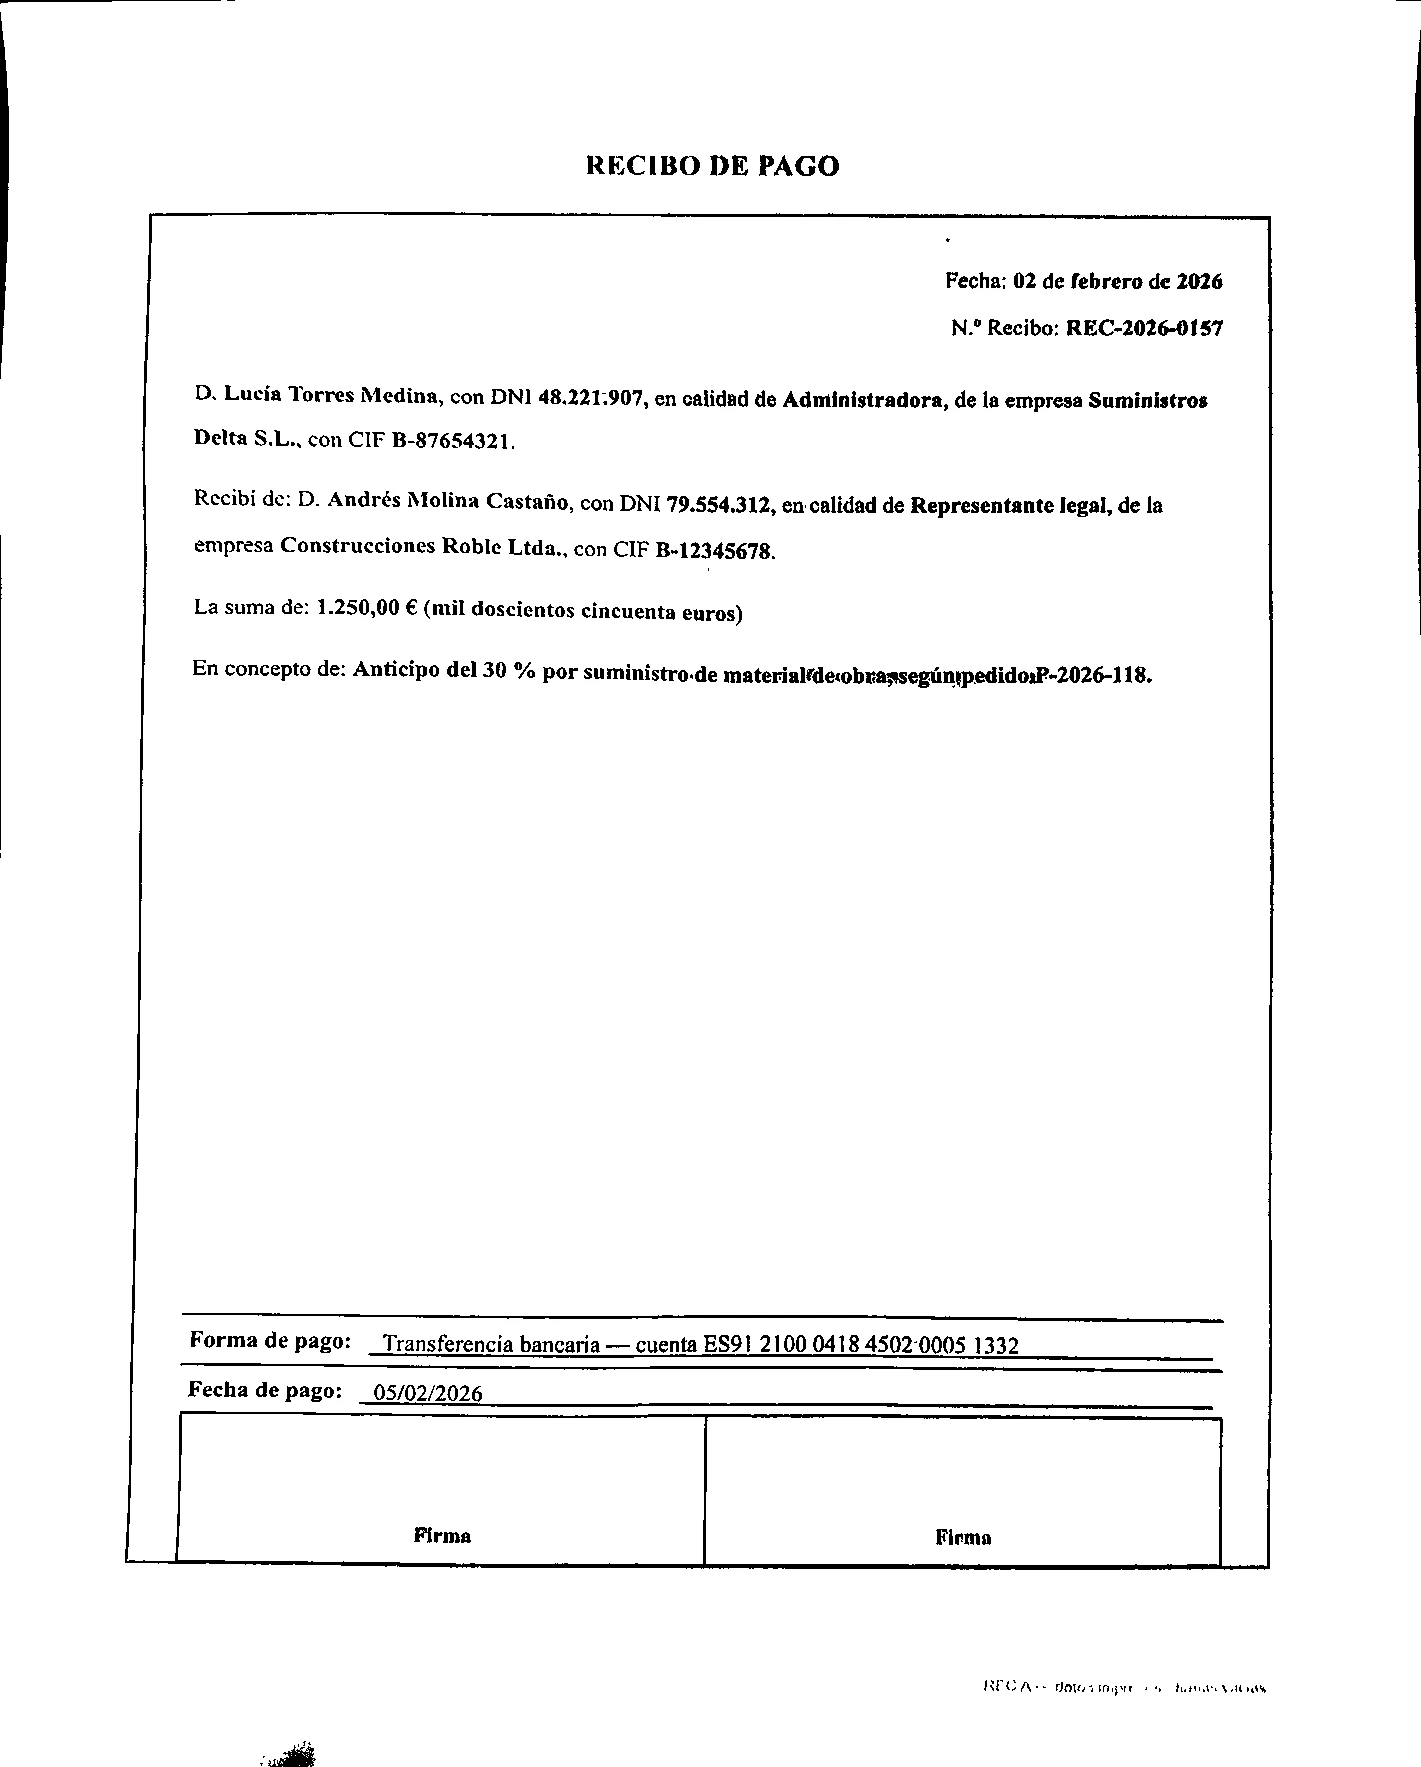 RECIBO DE PAGO
Fecha: 02 de febrero de 2026
N.º Recibo: REC-2026-0157
D. Lucía Torres Medina, con DNI 48.221.907, en calidad de Administradora, de la empresa Suministros
Delta S.L., con CIF B-87654321.
Recibí de: D. Andrés Molina Castaño, con DNI 79.554.312, en calidad de Representante legal, de la
empresa Construcciones Roble Ltda., con CIF B-12345678.
La suma de: 1.250,00 € (mil doscientos cincuenta euros)
En concepto de: Anticipo del 30 % por suministro de material de obra según pedido P-2026-118.
Forma de pago: Transferencia bancaria — cuenta ES91 2100 0418 4502 0005 1332
Fecha de pago: 05/02/2026
Firma Firma